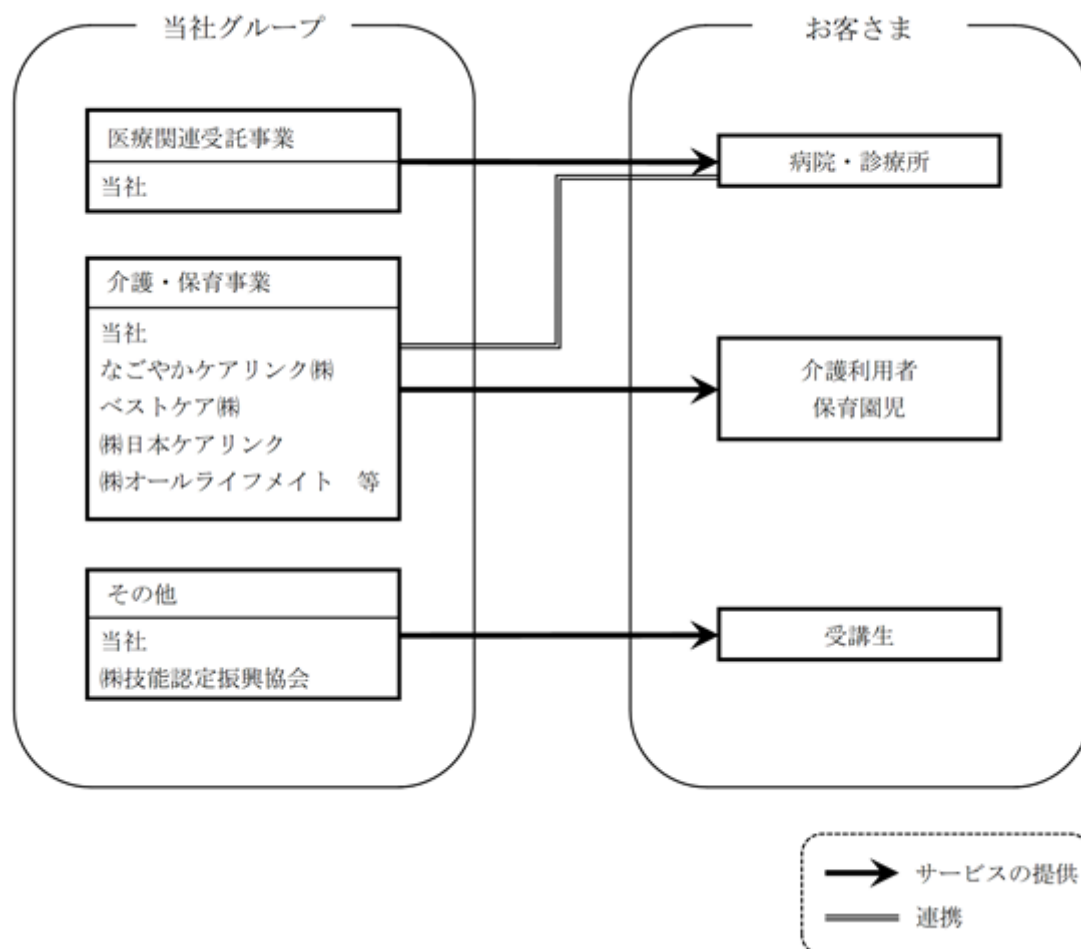 当社グループ
お客さま
医療関連受託事業
当社
病院・診療所
介護・保育事業
当社
なごやかケアリンク㈱
ベストケア㈱
㈱日本ケアリンク
㈱オールライフメイト　等
介護利用者
保育園児
その他
当社
㈱技能認定振興協会
受講生
サービスの提供
連携